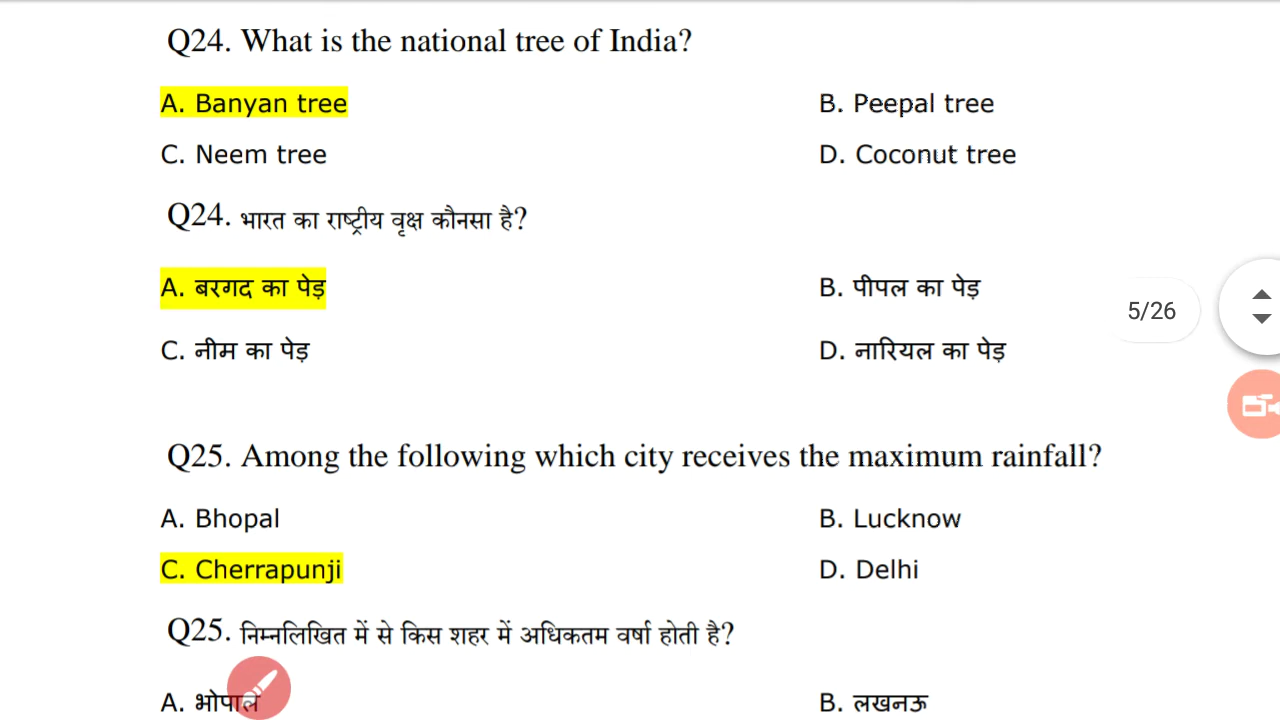 Q24. What is the national tree of India?
A. Banyan tree B. Peepal tree
C. Neem tree D. Coconut tree
Q24. भारत का राष्ट्रीय वृक्ष कौनसा है?
A. बरगद का पेड़ B. पीपल का पेड़
5/26
C. नीम का पेड़ D. नारियल का पेड़
Q25. Among the following which city receives the maximum rainfall?
A. Bhopal B. Lucknow
C. Cherrapunji D. Delhi
Q25. निम्नलिखित में से किस शहर में अधिकतम वर्षा होती है?
A. भोपाल B. लखनऊ